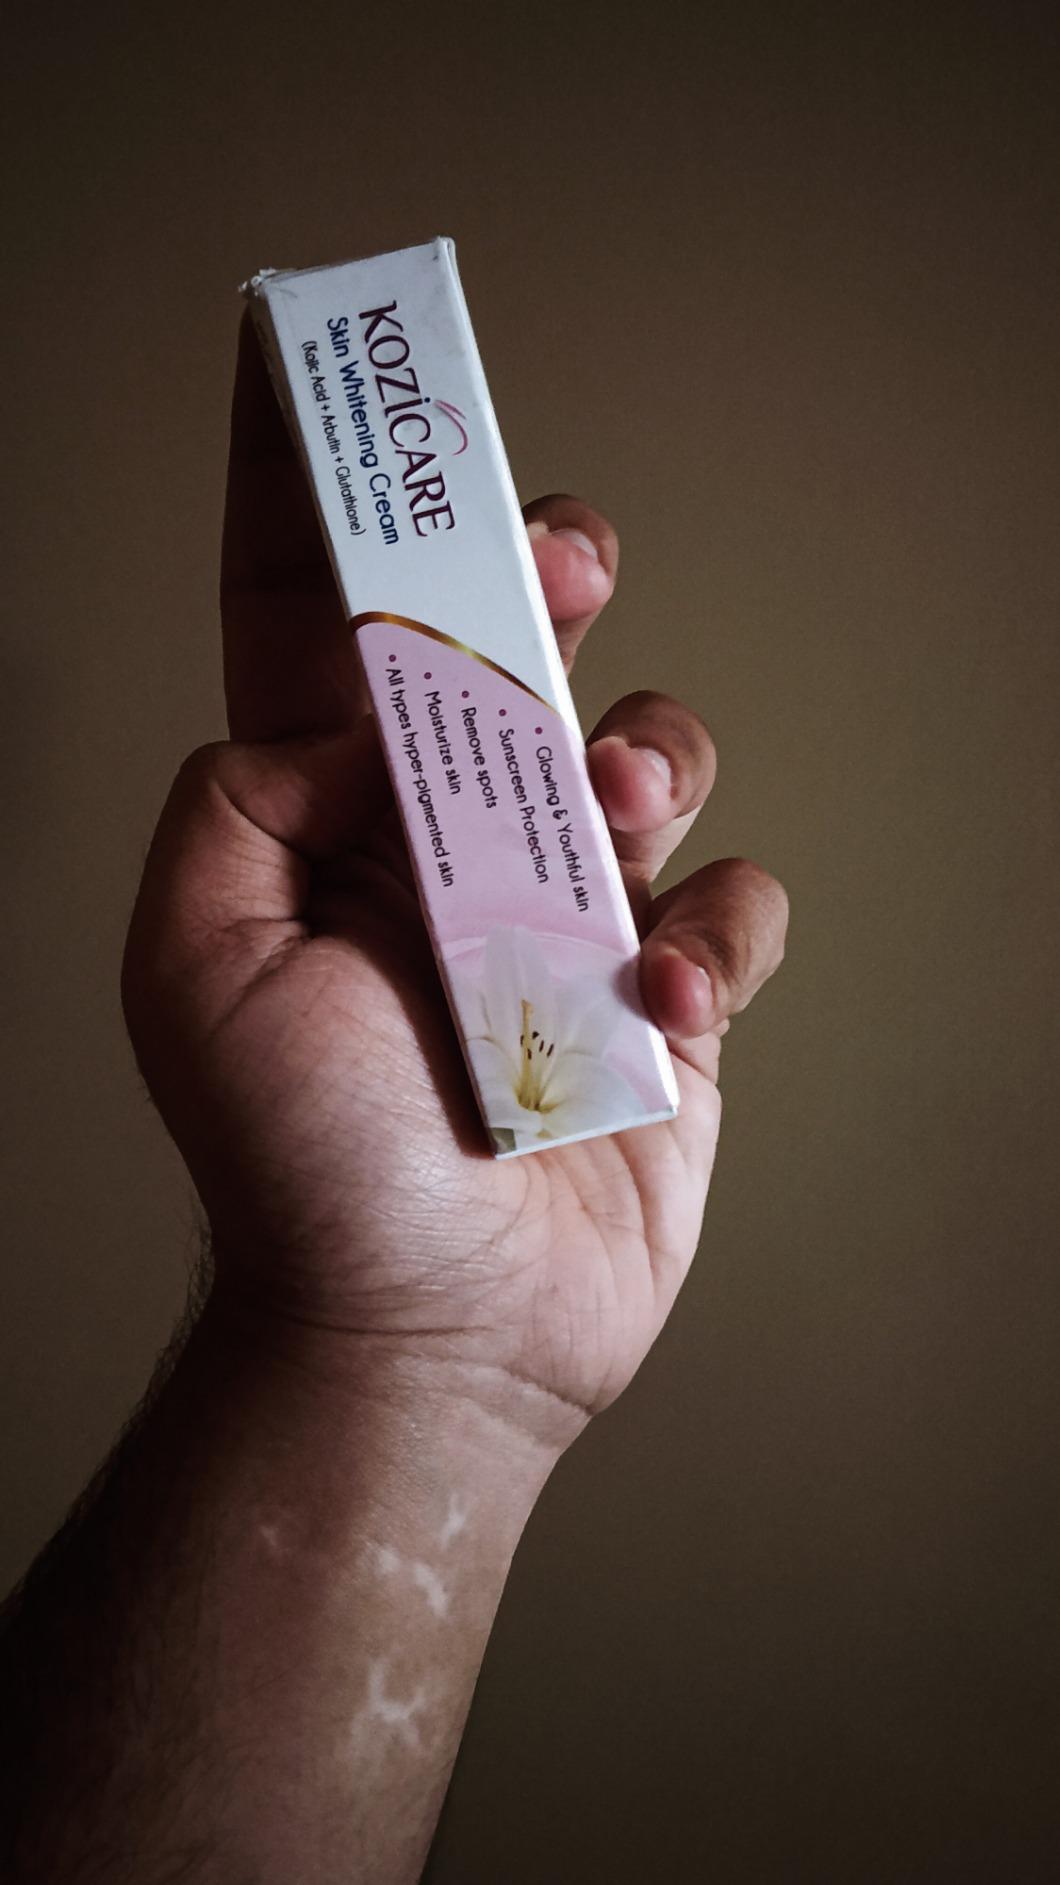 KOZiCARE
Skin Whitening Cream
(Kojic Acid + Arbutin + Glutathione)
• Glowing & Youthful skin
• Sunscreen Protection
• Remove spots
• Moisturize skin
• All types hyper-pigmented skin